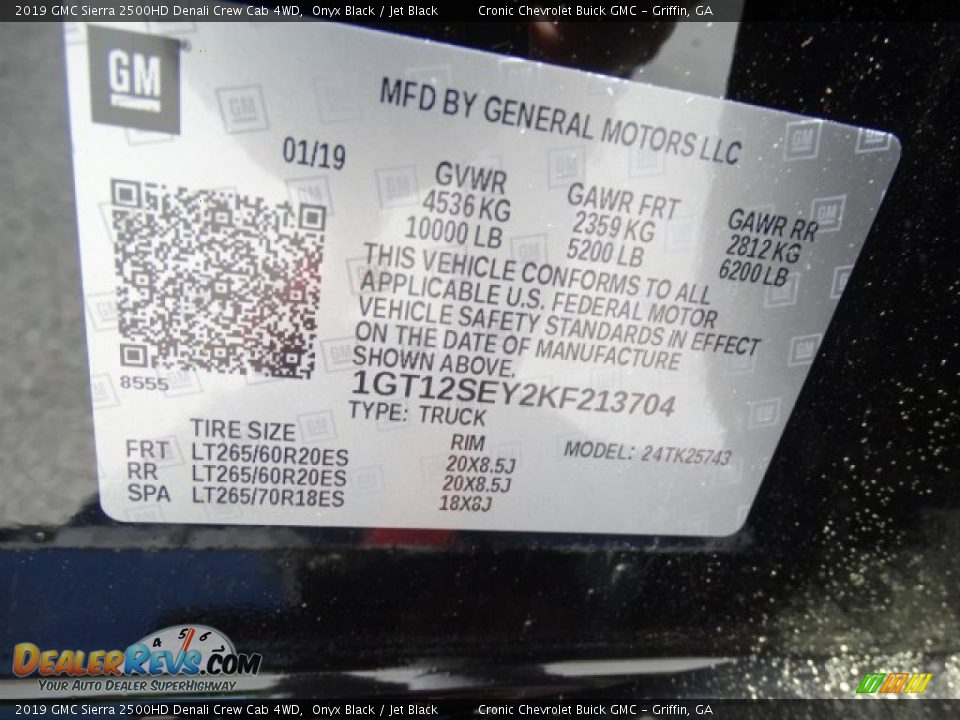 2019 GMC Sierra 2500HD Denali Crew Cab 4WD, Onyx Black / Jet Black Cronic Chevrolet Buick GMC - Griffin, GA
GM
MFD BY GENERAL MOTORS LLC
01/19
GVWR GAWR FRT GAWR RR
4536 KG 2359 KG 2812 KG
10000 LB 5200 LB 6200 LB
THIS VEHICLE CONFORMS TO ALL
APPLICABLE U.S. FEDERAL MOTOR
VEHICLE SAFETY STANDARDS IN EFFECT
ON THE DATE OF MANUFACTURE
SHOWN ABOVE.
8555
1GT12SEY2KF213704
TYPE: TRUCK
TIRE SIZE RIM MODEL: 24TK25743
FRT LT265/60R20ES 20X8.5J
RR LT265/60R20ES 20X8.5J
SPA LT265/70R18ES 18X8J
4 5 6
DEALERREVS.COM
YOUR AUTO DEALER SUPERHIGHWAY
2019 GMC Sierra 2500HD Denali Crew Cab 4WD, Onyx Black / Jet Black Cronic Chevrolet Buick GMC - Griffin, GA